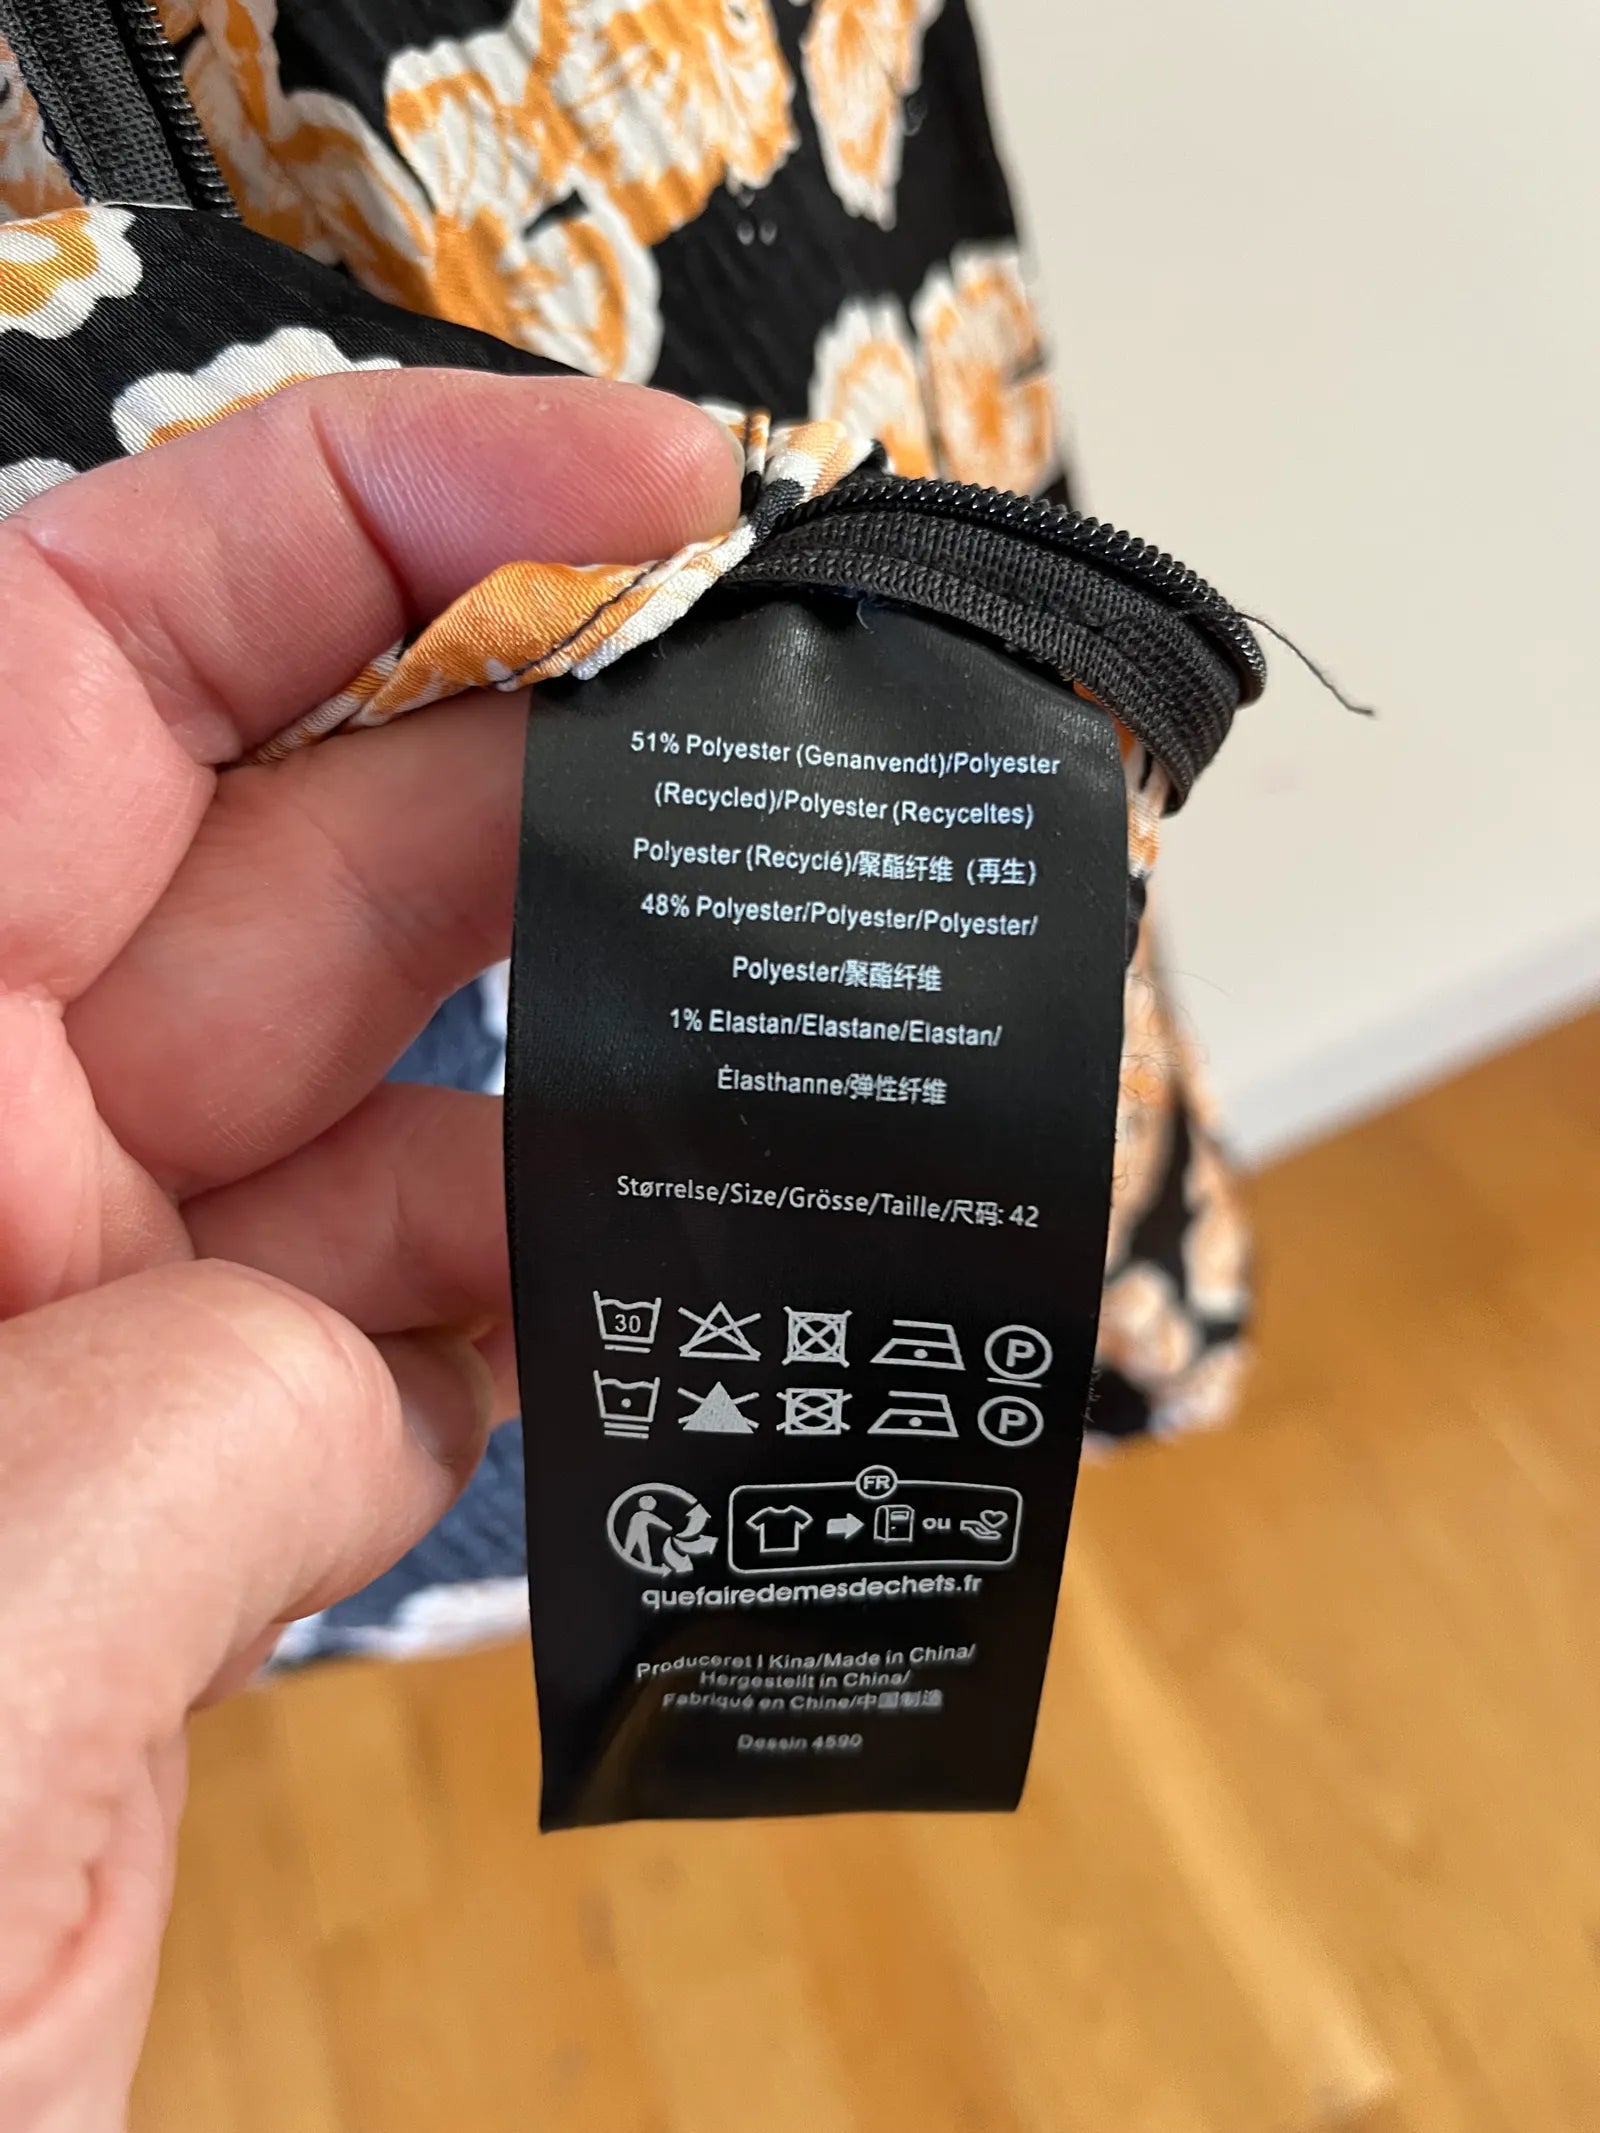 51% Polyester (Genanvendt)/Polyester
(Recycled)/Polyester (Recyceltes)
Polyester (Recyclé)/聚酯纤维（再生）
48% Polyester/Polyester/Polyester/
Polyester/聚酯纤维
1% Elastan/Elastane/Elastan/
Élasthanne/弹性纤维
Størrelse/Size/Grösse/Taille/尺码: 42
30 P
P
FR
ou
quefairedemesdechets.fr
Produceret I Kina/Made in China/
Hergestellt in China/
Fabriqué en Chine/中国制造
Dessin 4590